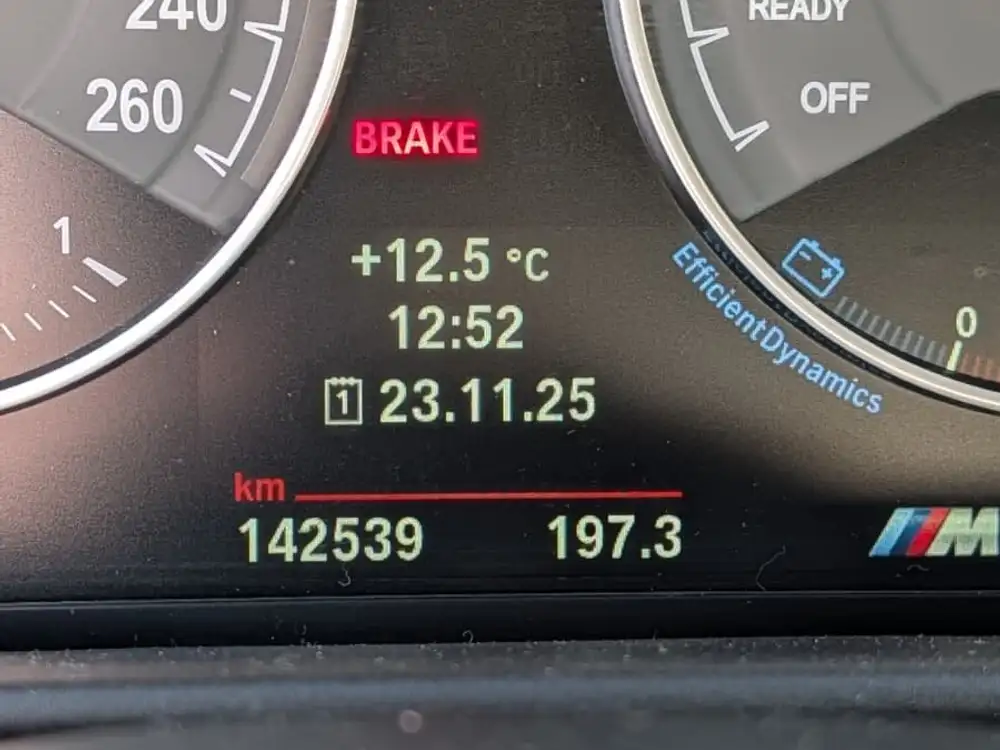 240
READY
260
OFF
BRAKE
1
+12.5 °C
EfficientDynamics
12:52
0
1 23.11.25
km
142539 197.3
M